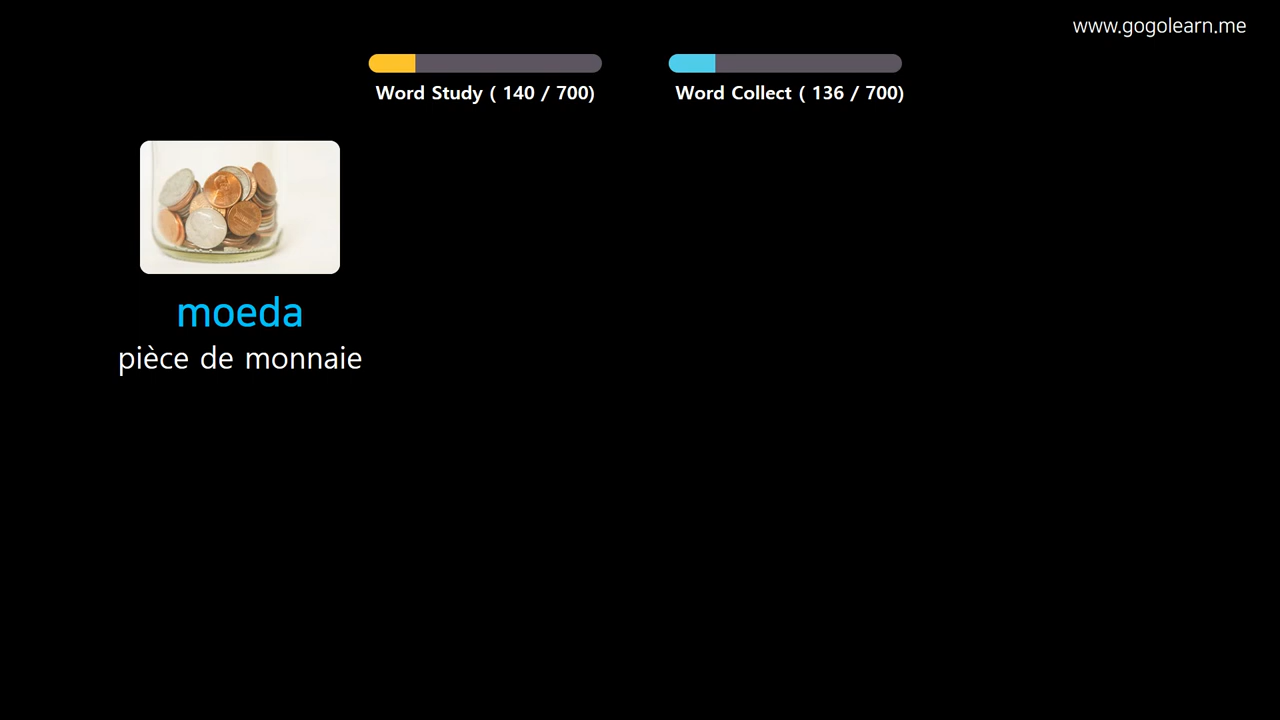 www.gogolearn.me
Word Study ( 140 / 700)
Word Collect ( 136 / 700)
moeda
pièce de monnaie